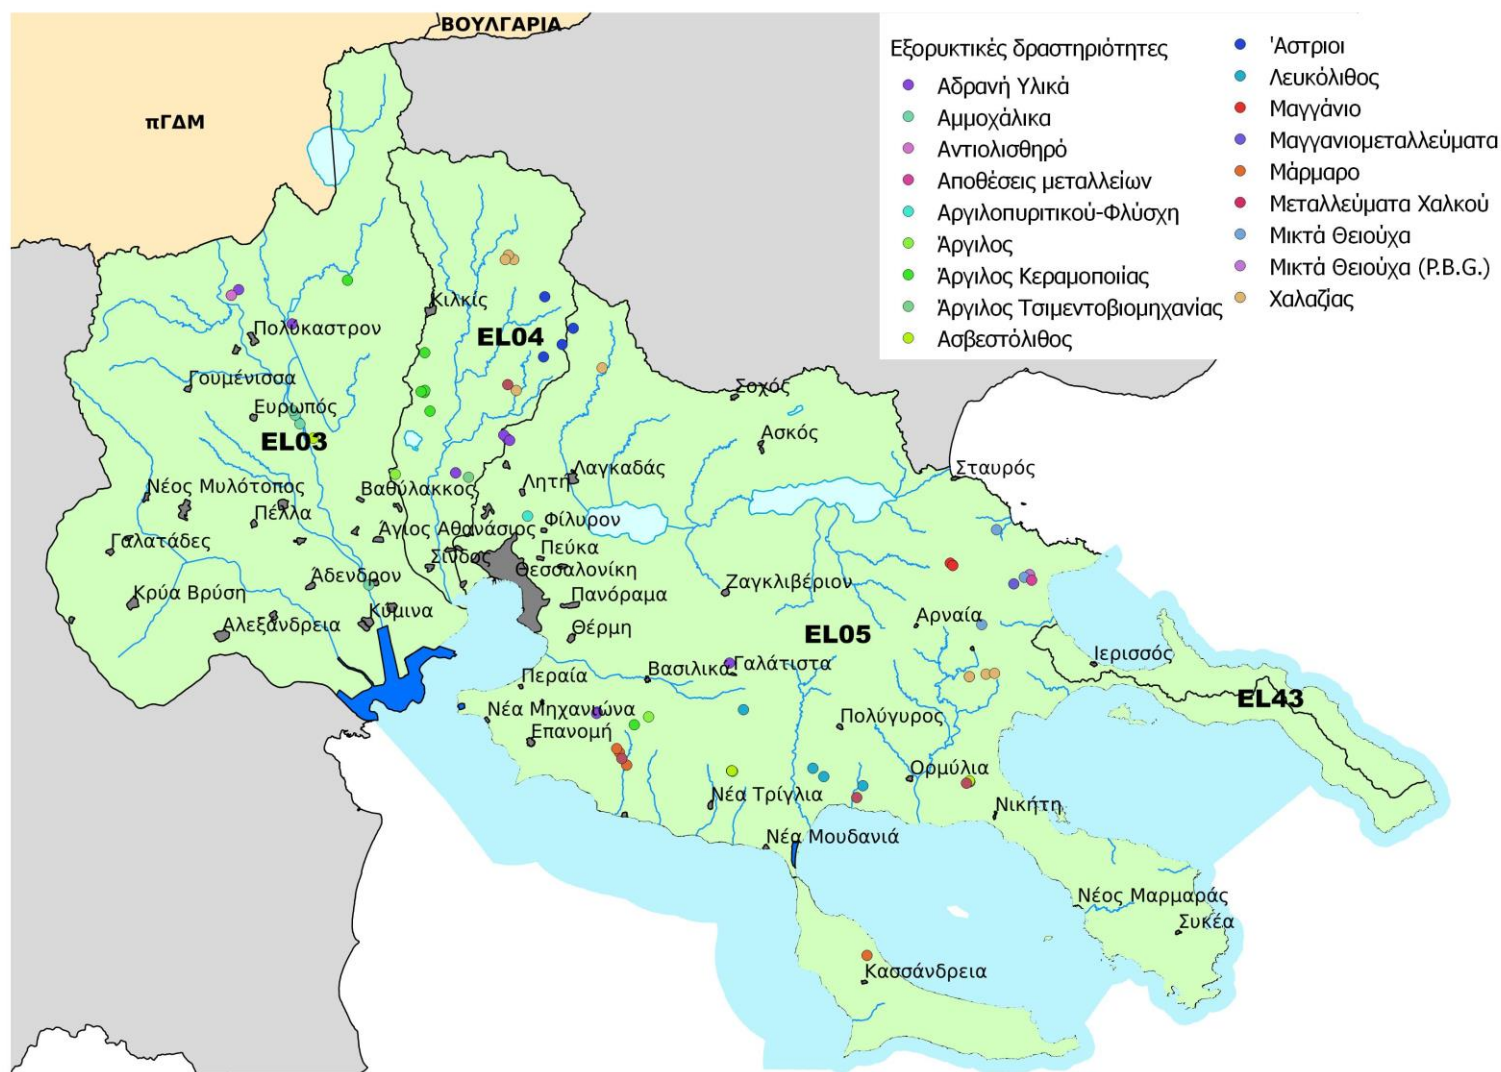 ΒΟΥΛΓΑΡΙΑ
πΓΔΜ
Εξορυκτικές δραστηριότητες
Αδρανή Υλικά
Αμμοχάλικα
Αντιολισθηρό
Αποθέσεις μεταλλείων
Αργιλοπυριτικού-Φλύσχη
Άργιλος
Άργιλος Κεραμοποιίας
Άργιλος Τσιμεντοβιομηχανίας
Ασβεστόλιθος
'Αστριοι
Λευκόλιθος
Μαγγάνιο
Μαγγανιομεταλλεύματα
Μάρμαρο
Μεταλλεύματα Χαλκού
Μικτά Θειούχα
Μικτά Θειούχα (P.B.G.)
Χαλαζίας
Κιλκίς
Πολύκαστρον
EL04
Γουμένισσα
Σοχός
Ευρωπός
EL03
Ασκός
Σταυρός
Λαγκαδάς
Νέος Μυλότοπος
Βαθύλακκος
Λητή
Πέλλα
Άγιος Αθανάσιος
Φίλυρον
Γαλατάδες
Σίνδος
Πεύκα
Θεσσαλονίκη
Άδενδρον
Ζαγκλιβέριον
Κρύα Βρύση
Πανόραμα
Κύμινα
Αλεξάνδρεια
Θέρμη
EL05
Αρναία
Ιερισσός
Βασιλικά
Γαλάτιστα
Περαία
EL43
Νέα Μηχανιώνα
Πολύγυρος
Επανομή
Ορμύλια
Νέα Τρίγλια
Νικήτη
Νέα Μουδανιά
Νέος Μαρμαράς
Συκέα
Κασσάνδρεια